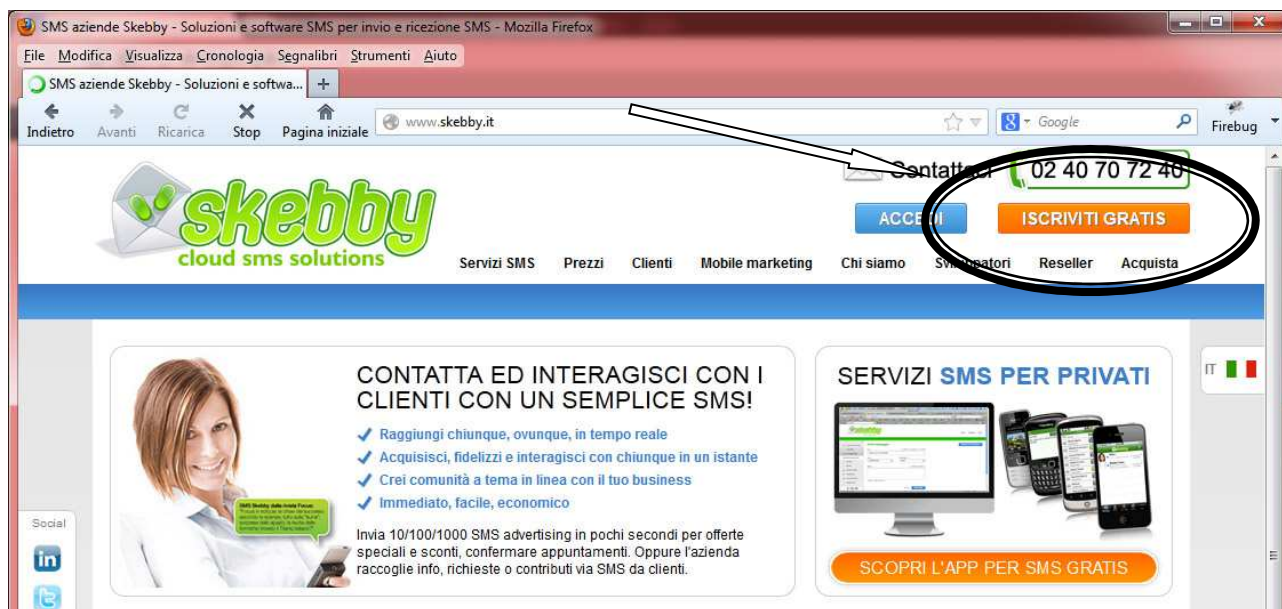 SMS aziende Skebby - Soluzioni e software SMS per invio e ricezione SMS - Mozilla Firefox
File Modifica Visualizza Cronologia Segnalibri Strumenti Aiuto
SMS aziende Skebby - Soluzioni e softwa...
Indietro Avanti Ricarica Stop Pagina iniziale
www.skebby.it
Google
Firebug
Contattaci 02 40 70 72 40
skebby
cloud sms solutions
ACCEDI ISCRIVITI GRATIS
Servizi SMS Prezzi Clienti Mobile marketing Chi siamo Sviluppatori Reseller Acquista
CONTATTA ED INTERAGISCI CON I
CLIENTI CON UN SEMPLICE SMS!
Raggiungi chiunque, ovunque, in tempo reale
Acquisisci, fidelizzi e interagisci con chiunque in un istante
Crei comunità a tema in linea con il tuo business
Immediato, facile, economico
Invia 10/100/1000 SMS advertising in pochi secondi per offerte
speciali e sconti, confermare appuntamenti. Oppure l'azienda
raccoglie info, richieste o contributi via SMS da clienti.
SERVIZI SMS PER PRIVATI
SCOPRI L'APP PER SMS GRATIS
IT
Social
in